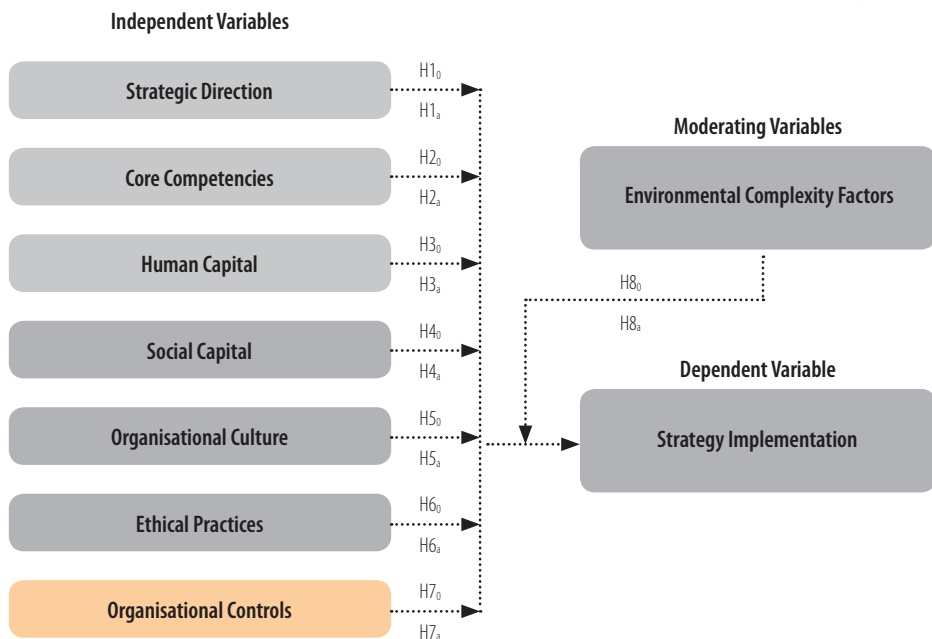 Independent Variables
Strategic Direction
H1₀
H1ₐ
Core Competencies
H2₀
H2ₐ
Human Capital
H3₀
H3ₐ
Social Capital
H4₀
H4ₐ
Organisational Culture
H5₀
H5ₐ
Ethical Practices
H6₀
H6ₐ
Organisational Controls
H7₀
H7ₐ
Moderating Variables
Environmental Complexity Factors
H8₀
H8ₐ
Dependent Variable
Strategy Implementation